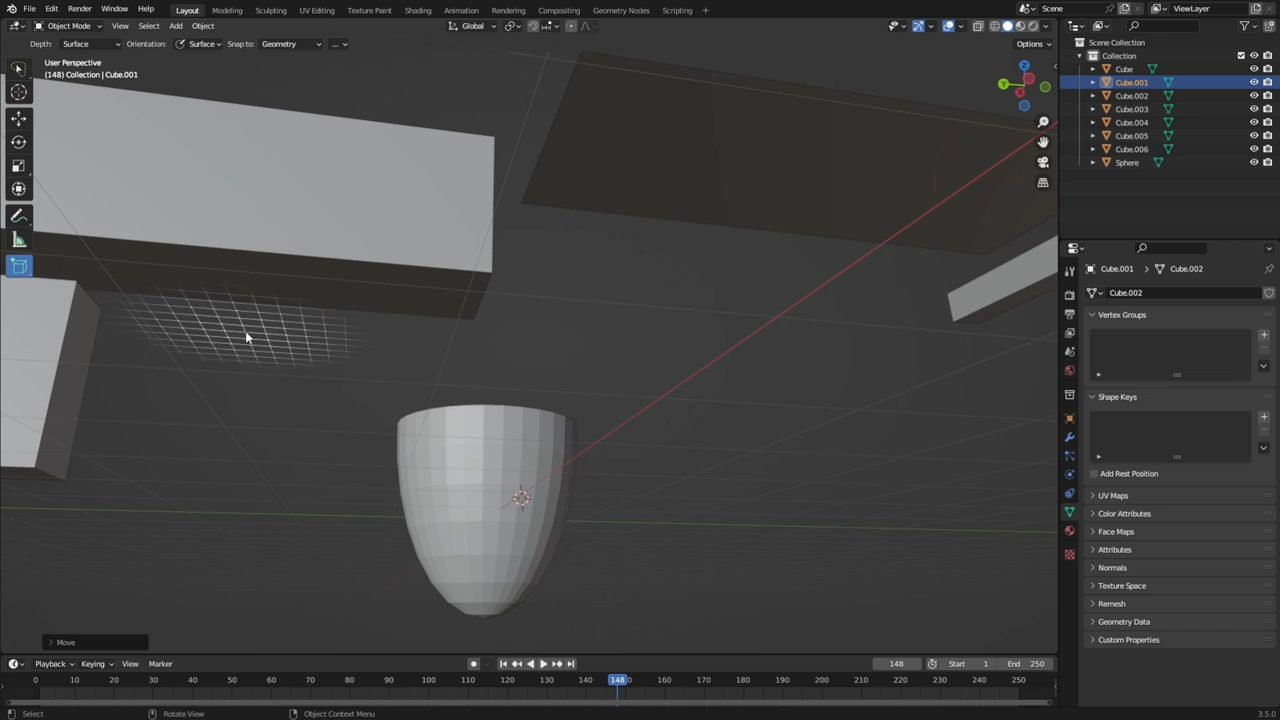 File Edit Render Window Help Layout Modeling Sculpting UV Editing Texture Paint Shading Animation Rendering Compositing Geometry Nodes Scripting + Scene ViewLayer
Object Mode View Select Add Object Global Options
Depth: Surface Orientation: Surface Snap to: Geometry ...
User Perspective
(148) Collection | Cube.001
Z
Y
X
Move
Scene Collection
Collection
Cube
Cube.001
Cube.002
Cube.003
Cube.004
Cube.005
Cube.006
Sphere
Cube.001 Cube.002
Cube.002
Vertex Groups
Shape Keys
Add Rest Position
UV Maps
Color Attributes
Face Maps
Attributes
Normals
Texture Space
Remesh
Geometry Data
Custom Properties
Playback Keying View Marker 148 Start 1 End 250
0 10 20 30 40 50 60 70 80 90 100 110 120 130 140 148 160 170 180 190 200 210 220 230 240 250
Select Rotate View Object Context Menu 3.5.0